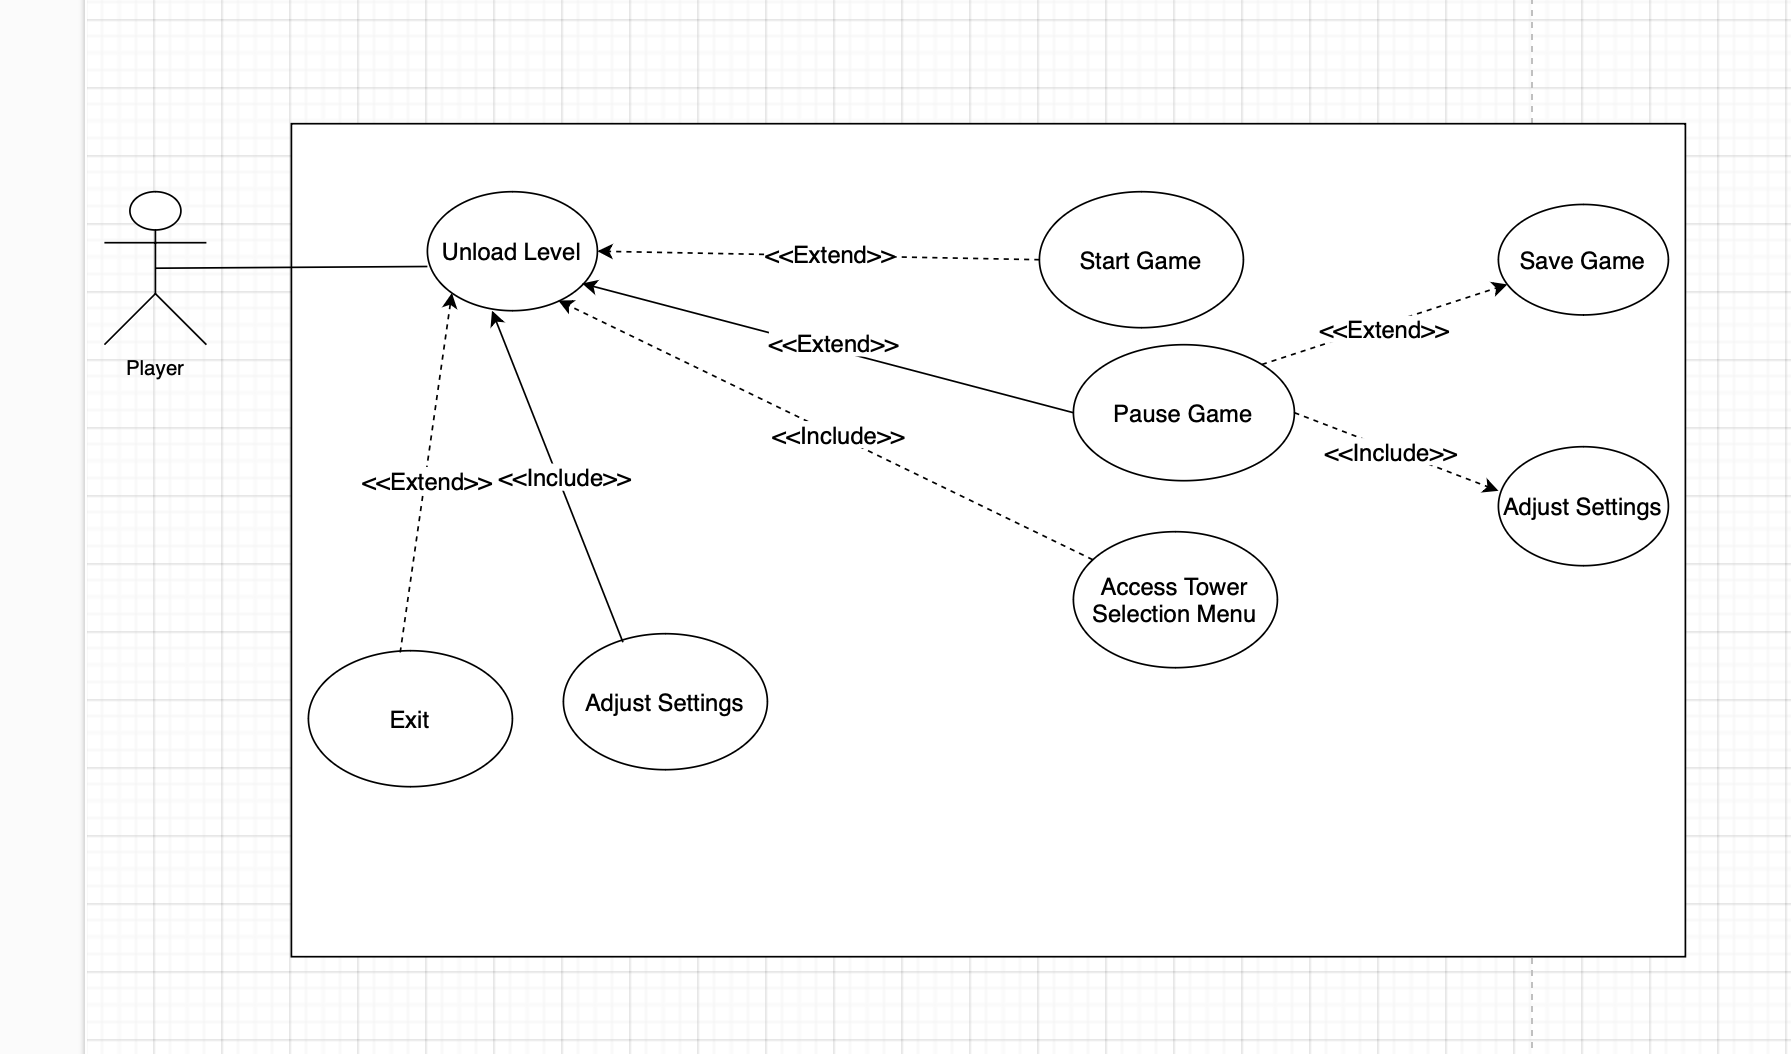 Unload Level
<<Extend>>
Start Game
Save Game
<<Extend>>
<<Extend>>
Player
Pause Game
<<Include>>
<<Include>>
<<Extend>>
<<Include>>
Adjust Settings
Access Tower
Selection Menu
Exit
Adjust Settings